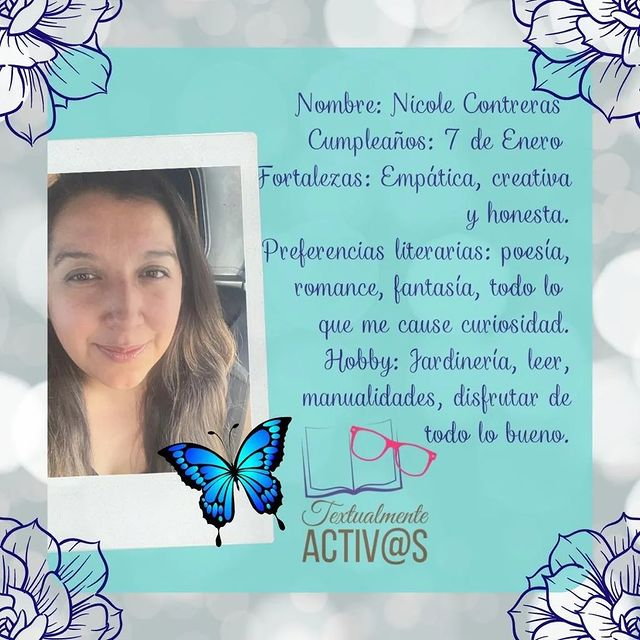 Nombre: Nicole Contreras
Cumpleaños: 7 de Enero
Fortalezas: Empática, creativa
y honesta.
Preferencias literarias: poesía,
romance, fantasía, todo lo
que me cause curiosidad.
Hobby: Jardinería, leer,
manualidades, disfrutar de
todo lo bueno.
Textualmente
ACTIV@S